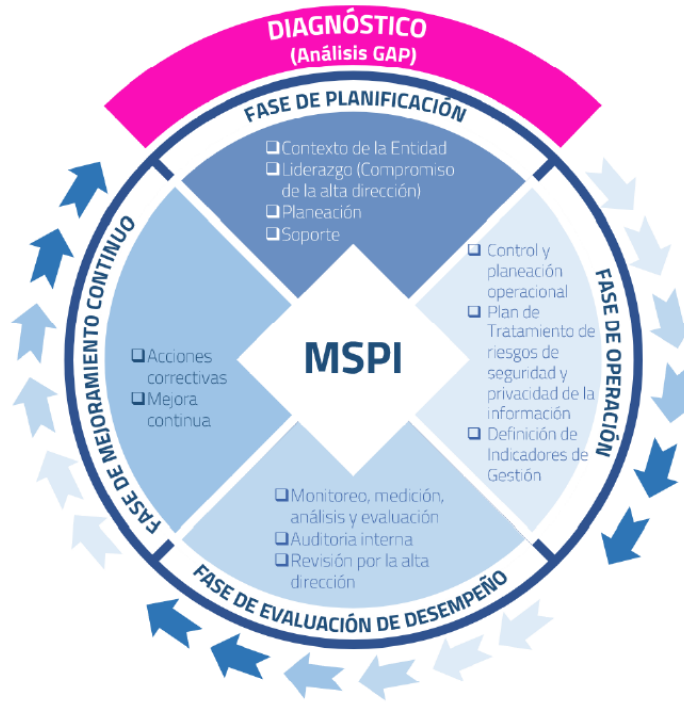 DIAGNÓSTICO
(Análisis GAP)
FASE DE PLANIFICACIÓN
❑Contexto de la Entidad
❑Liderazgo (Compromiso
de la alta dirección)
❑Planeación
❑Soporte
FASE DE OPERACIÓN
❑ Control y
planeación
operacional
❑ Plan de
Tratamiento de
riesgos de
seguridad y
privacidad de la
información
❑ Definición de
Indicadores de
Gestión
MSPI
FASE DE MEJORAMIENTO CONTINUO
❑Acciones
correctivas
❑Mejora
continua
❑Monitoreo, medición,
análisis y evaluación
❑Auditoria interna
❑Revisión por la alta
dirección
FASE DE EVALUACIÓN DE DESEMPEÑO